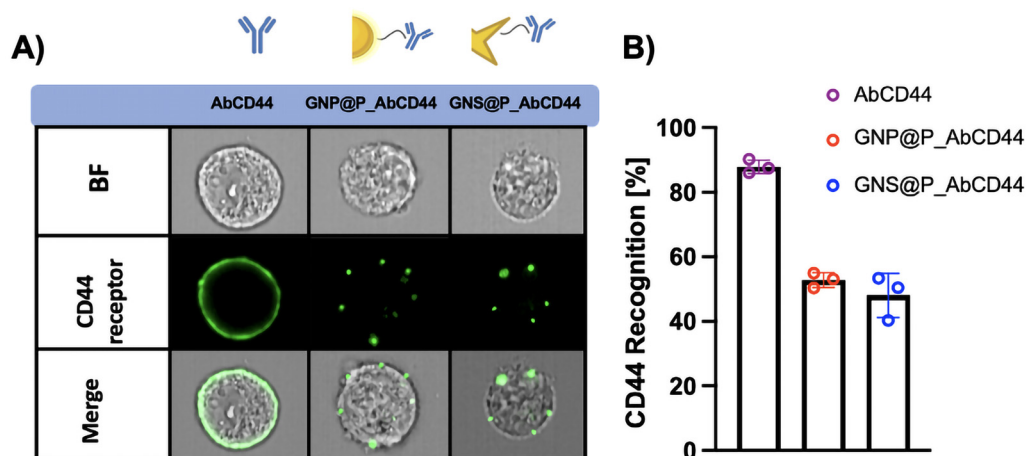 A)
AbCD44 GNP@P_AbCD44 GNS@P_AbCD44
BF
CD44
receptor
Merge
B)
AbCD44
GNP@P_AbCD44
GNS@P_AbCD44
CD44 Recognition [%]
100
80
60
40
20
0